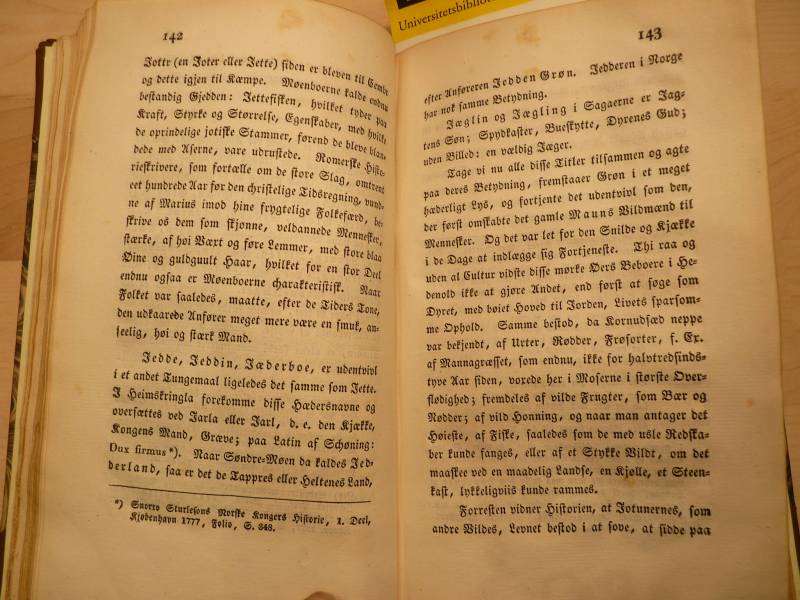 142
Jottr (en Joter eller Jette) siden er bleven til Gembe
og dette igjen til Kæmpe. Møenboerne kalde endnu
bestandig Gjedden: Jettefisken, hvilket tyder paa
Kraft, Styrke og Størrelse, Egenskaber, med hvilke
de oprindelige jotiske Stammer, førend de bleve blan-
dede med Aserne, vare udrustede. Romerske Histo-
rieskrivere, som fortælle om de store Slag, omtrent
eet hundrede Aar før den christelige Tidsregning, vund-
ne af Marius imod hine frygtelige Folkefærd, be-
skrive os dem som skjønne, veldannede Mennesker,
stærke, af høi Væxt og føre Lemmer, med store blaa
Øine og guldguult Haar, hvilket for en stor Deel
endnu ogsaa er Møenboerne charakteristisk. Naar
Folket var saaledes, maatte, efter de Tiders Tone,
den udkaarede Anfører meget mere være en smuk, an-
seelig, høi og stærk Mand.
Jedde, Jeddin, Jæderboe, er udentvivl
i et andet Tungemaal ligeledes det samme som Jette.
I Heimskringla forekomme disse Hædersnavne og
oversættes ved Jarla eller Jarl, d. e. den Kjække,
Kongens Mand, Græve; paa Latin af Schøning:
Dux firmus*). Naar Søndre-Møen da kaldes Jed-
derland, saa er det de Tappres eller Heltenes Land,
*) Snorro Sturlesons Norske Kongers Historie, 1. Deel,
Kjøbenhavn 1777, Folio, S. 348.
Universitetsbibliote
143
efter Anføreren Jedden Grøn. Jedderen i Norge
har nok samme Betydning.
Jæglin og Jægling i Sagaerne er Jag-
tens Søn; Spydkaster, Bueskytte, Dyrenes Gud;
uden Billed: en vældig Jæger.
Tage vi nu alle disse Titler tilsammen og agte
paa deres Betydning, fremstaaer Grøn i et meget
hæderligt Lys, og fortjente det udentvivl som den,
der først omskabte det gamle Mauns Vildmænd til
Mennesker. Og det var let for den Snilde og Kjække
i de Dage at indlægge sig Fortjeneste. Thi raa og
uden al Cultur vidste disse mørke Øers Beboere i He-
denold ikke at gjøre Andet, end først at søge som
Dyret, med bøiet Hoved til Jorden, Livets sparsom-
me Ophold. Samme bestod, da Kornudsæd neppe
var bekjendt, af Urter, Rødder, Frøsorter, f. Ex.
af Mannagræsset, som endnu, ikke for halvtredsinds-
tyve Aar siden, voxede her i Moserne i største Over-
flødighed; fremdeles af vilde Frugter, som Bær og
Nødder; af vild Honning, og naar man antager det
Høieste, af Fiske, saaledes som de med usle Redska-
ber kunde fanges, eller af et Stykke Vildt, om det
maaskee ved en maadelig Landse, en Kjølle, et Steen-
kast, lykkeligviis kunde rammes.
Forresten vidner Historien, at Jotunernes, som
andre Vildes, Levnet bestod i at sove, at sidde paa